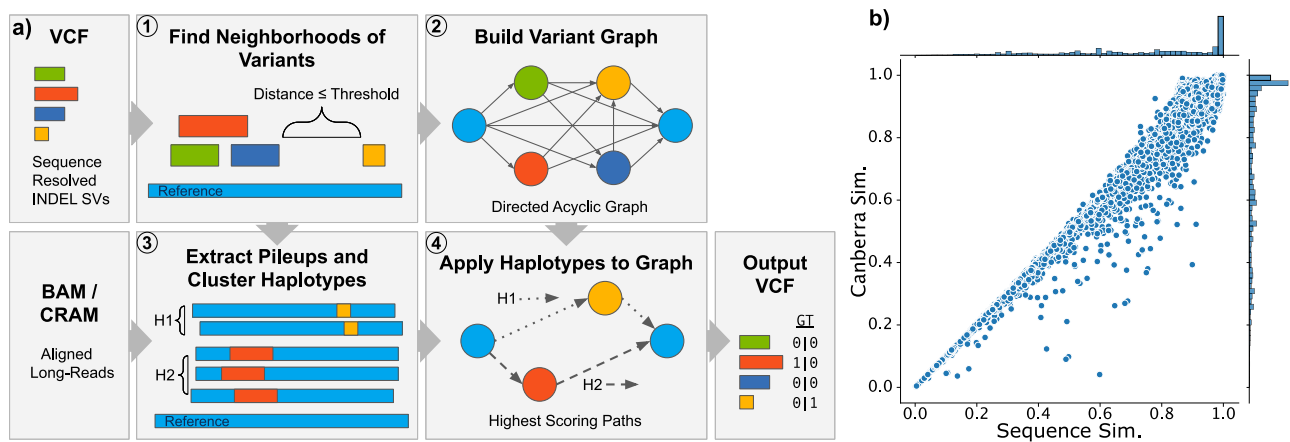 a)
VCF
Sequence
Resolved
INDEL SVs
1
Find Neighborhoods of
Variants
Distance ≤ Threshold
Reference
2
Build Variant Graph
Directed Acyclic Graph
BAM /
CRAM
Aligned
Long-Reads
3
Extract Pileups and
Cluster Haplotypes
H1
H2
Reference
4
Apply Haplotypes to Graph
H1
H2
Highest Scoring Paths
Output
VCF
GT
0|0
1|0
0|0
0|1
b)
Canberra Sim.
1.0
0.8
0.6
0.4
0.2
0.0
0.0 0.2 0.4 0.6 0.8 1.0
Sequence Sim.